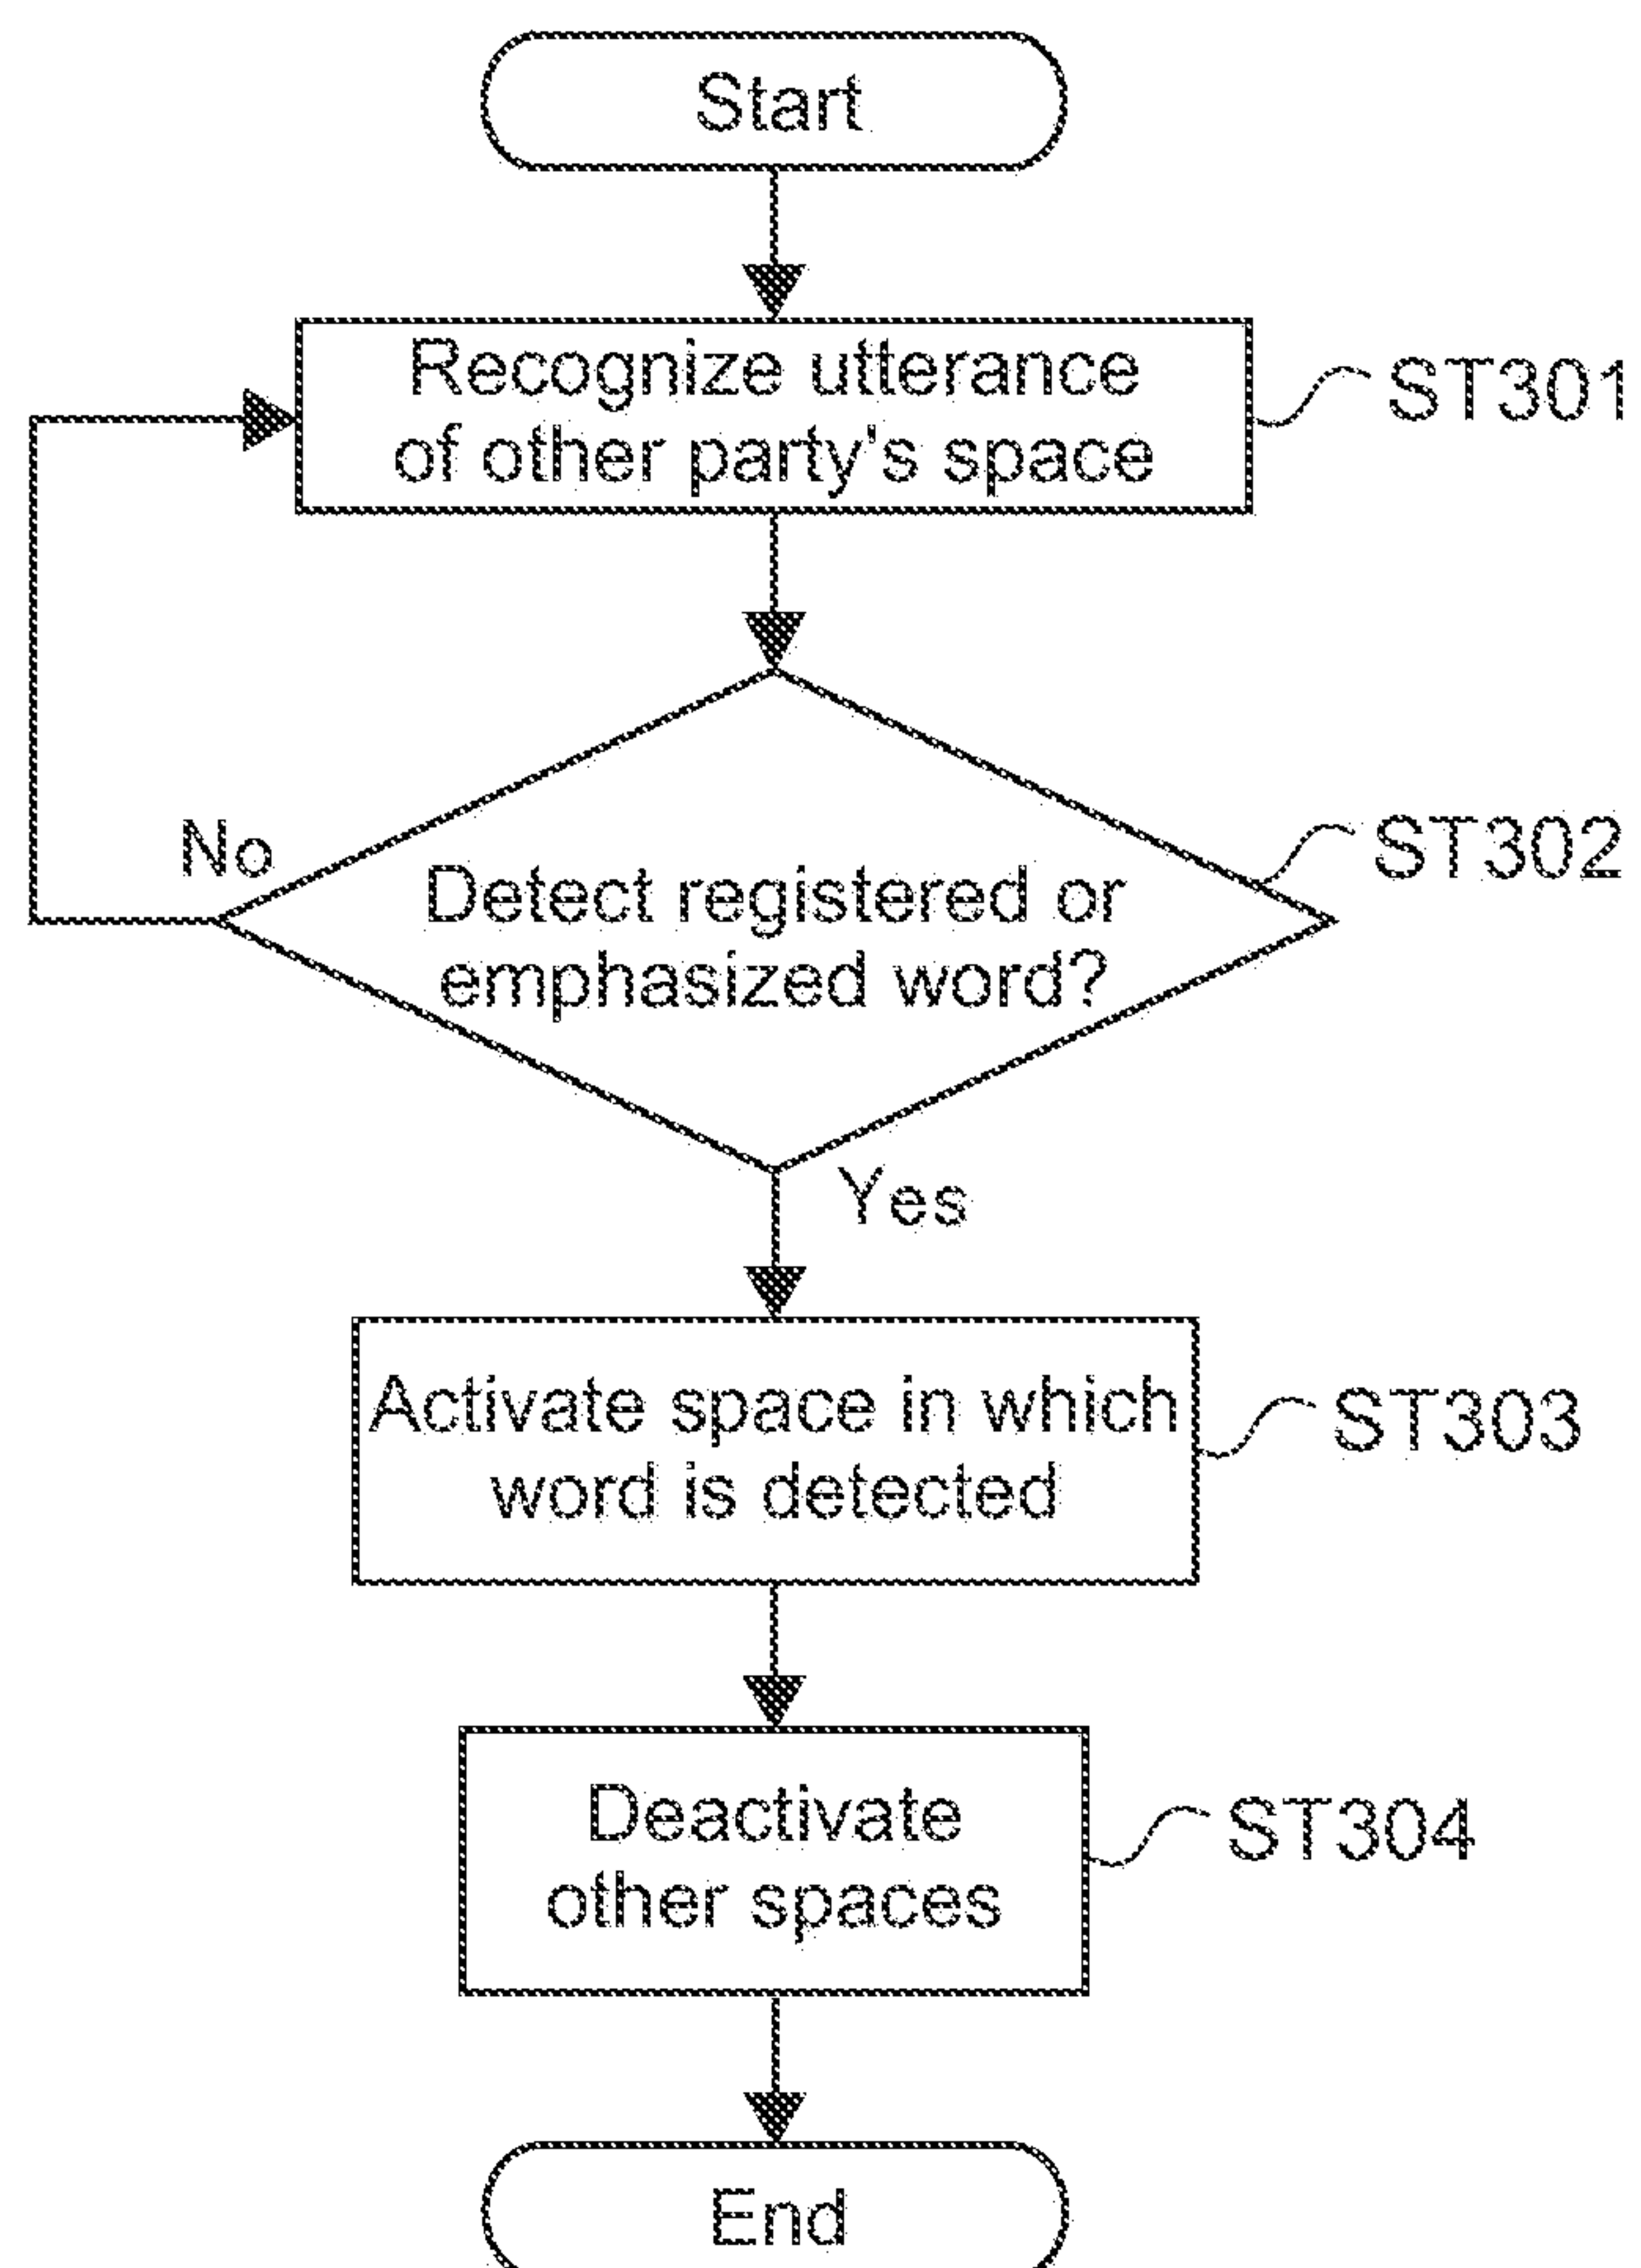 Start
Recognize utterance
of other party's space
ST301
No
Detect registered or
emphasized word?
ST302
Yes
Activate space in which
word is detected
ST303
Deactivate
other spaces
ST304
End